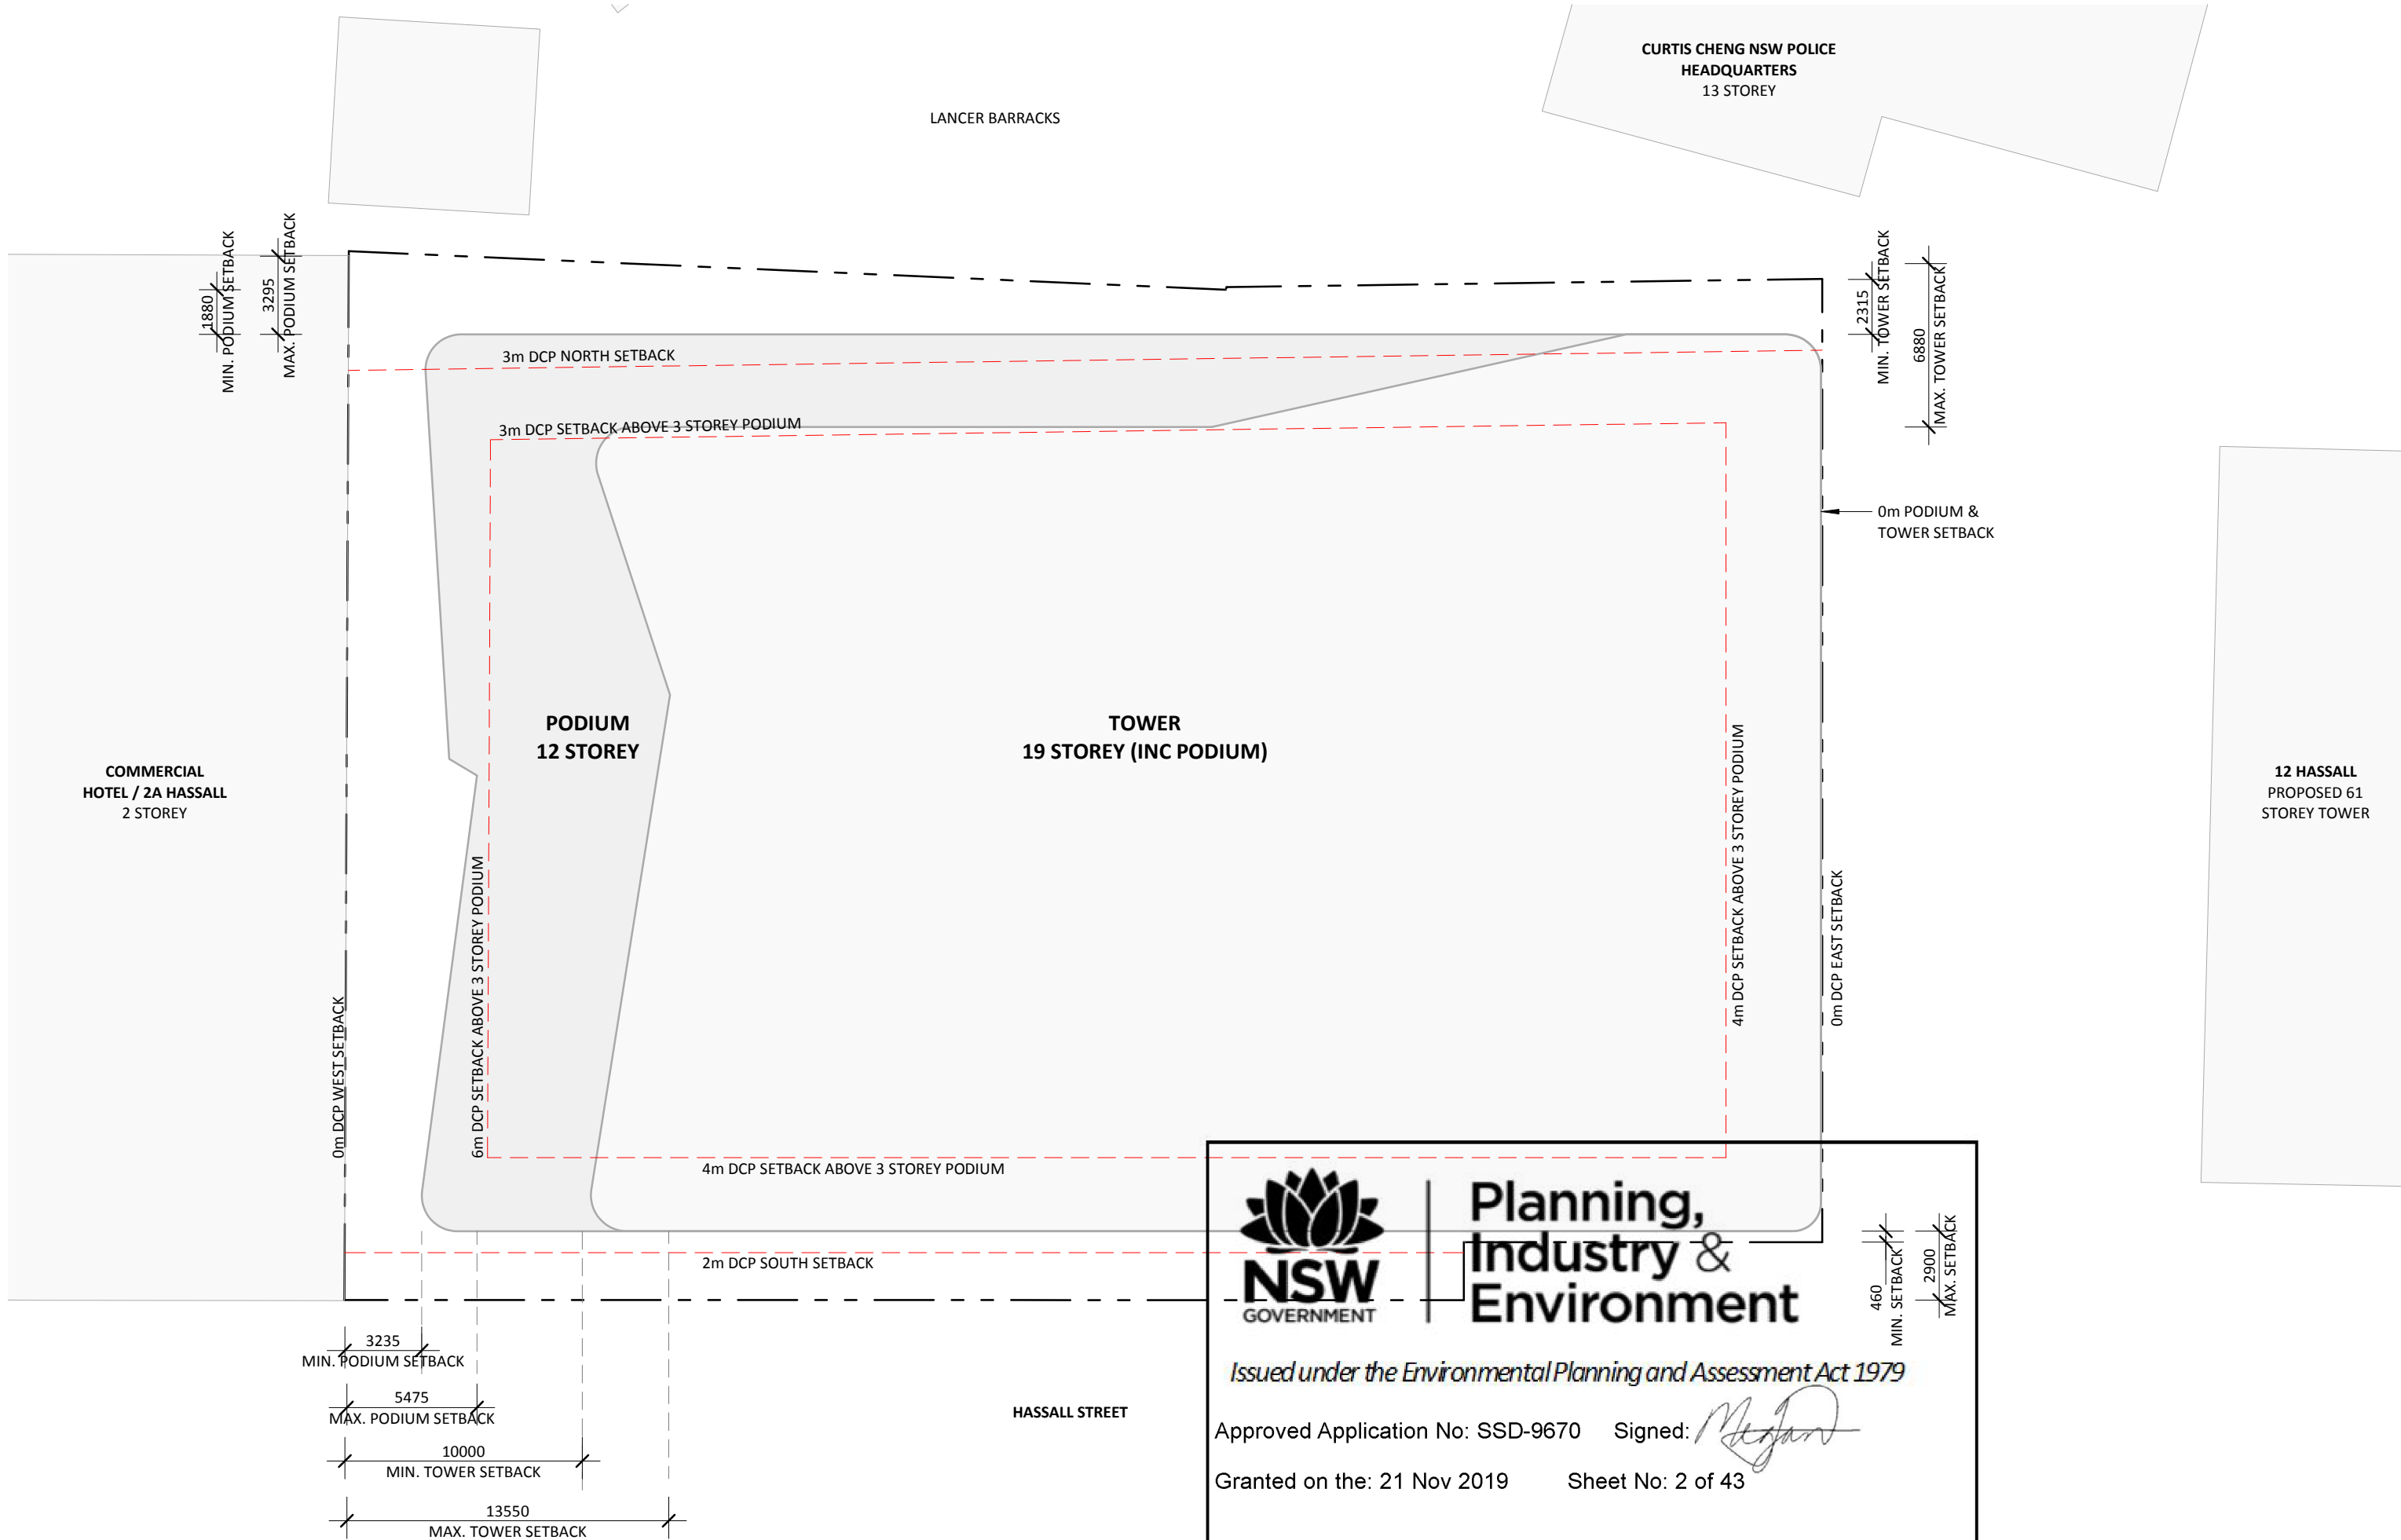 CURTIS CHENG NSW POLICE
HEADQUARTERS
13 STOREY
LANCER BARRACKS
1880
MIN. PODIUM SETBACK
3295
MAX. PODIUM SETBACK
2315
MIN. TOWER SETBACK
6880
MAX. TOWER SETBACK
3m DCP NORTH SETBACK
3m DCP SETBACK ABOVE 3 STOREY PODIUM
0m PODIUM &
TOWER SETBACK
PODIUM
12 STOREY
TOWER
19 STOREY (INC PODIUM)
COMMERCIAL
HOTEL / 2A HASSALL
2 STOREY
12 HASSALL
PROPOSED 61
STOREY TOWER
0m DCP WEST SETBACK
6m DCP SETBACK ABOVE 3 STOREY PODIUM
4m DCP SETBACK ABOVE 3 STOREY PODIUM
0m DCP EAST SETBACK
4m DCP SETBACK ABOVE 3 STOREY PODIUM
2m DCP SOUTH SETBACK
460
MIN. SETBACK
2900
MAX. SETBACK
3235
MIN. PODIUM SETBACK
5475
MAX. PODIUM SETBACK
10000
MIN. TOWER SETBACK
13550
MAX. TOWER SETBACK
HASSALL STREET
NSW
GOVERNMENT
Planning,
Industry &
Environment
Issued under the Environmental Planning and Assessment Act 1979
Approved Application No: SSD-9670 Signed:
Granted on the: 21 Nov 2019 Sheet No: 2 of 43